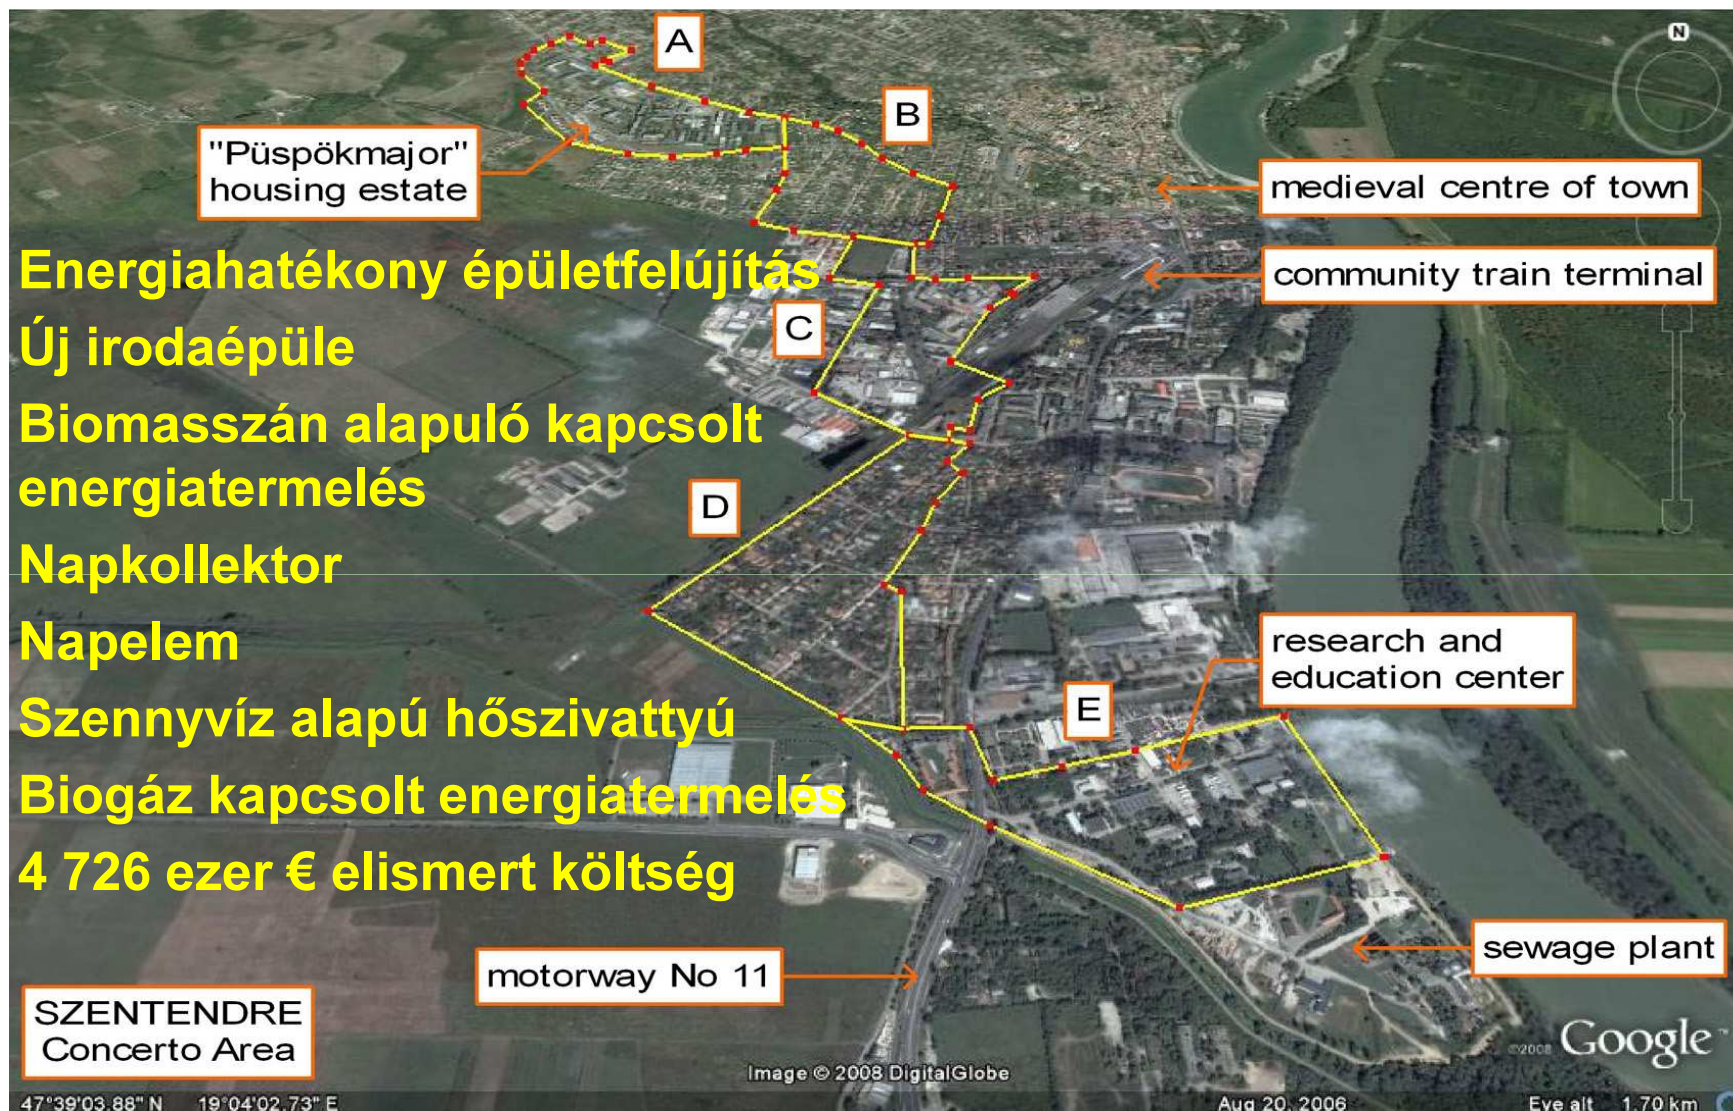 A
N
B
"Püspökmajor"
housing estate
medieval centre of town
Energiahatékony épületfelújítás
community train terminal
C
Új irodaépüle
Biomasszán alapuló kapcsolt
energiatermelés
D
Napkollektor
Napelem
research and
education center
Szennyvíz alapú hőszivattyú
E
Biogáz kapcsolt energiatermelés
4 726 ezer € elismert költség
sewage plant
motorway No 11
SZENTENDRE
Concerto Area
©2008 Google™
Image © 2008 DigitalGlobe
47°39'03.88" N 19°04'02.73" E Aug 20, 2006 Eye alt 1.70 km